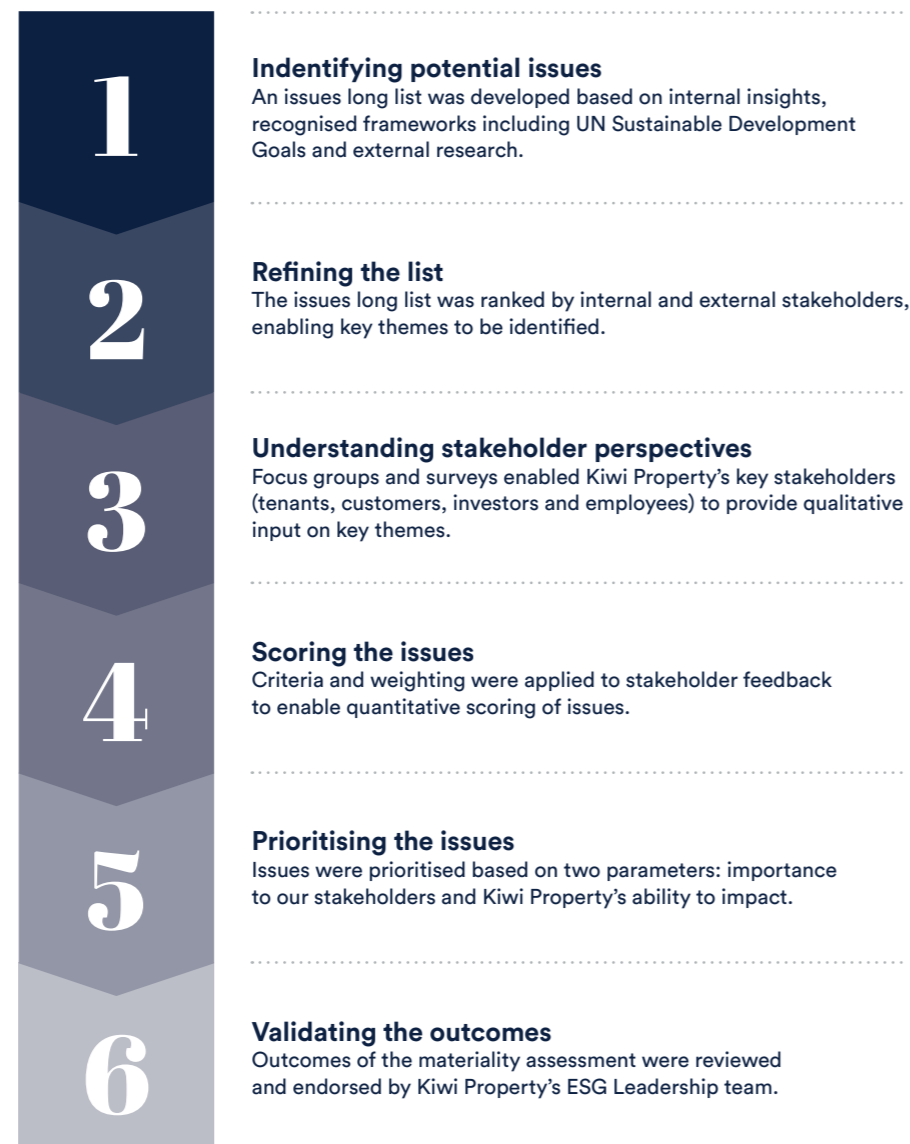 1
Indentifying potential issues
An issues long list was developed based on internal insights,
recognised frameworks including UN Sustainable Development
Goals and external research.
2
Refining the list
The issues long list was ranked by internal and external stakeholders,
enabling key themes to be identified.
3
Understanding stakeholder perspectives
Focus groups and surveys enabled Kiwi Property’s key stakeholders
(tenants, customers, investors and employees) to provide qualitative
input on key themes.
4
Scoring the issues
Criteria and weighting were applied to stakeholder feedback
to enable quantitative scoring of issues.
5
Prioritising the issues
Issues were prioritised based on two parameters: importance
to our stakeholders and Kiwi Property’s ability to impact.
6
Validating the outcomes
Outcomes of the materiality assessment were reviewed
and endorsed by Kiwi Property’s ESG Leadership team.